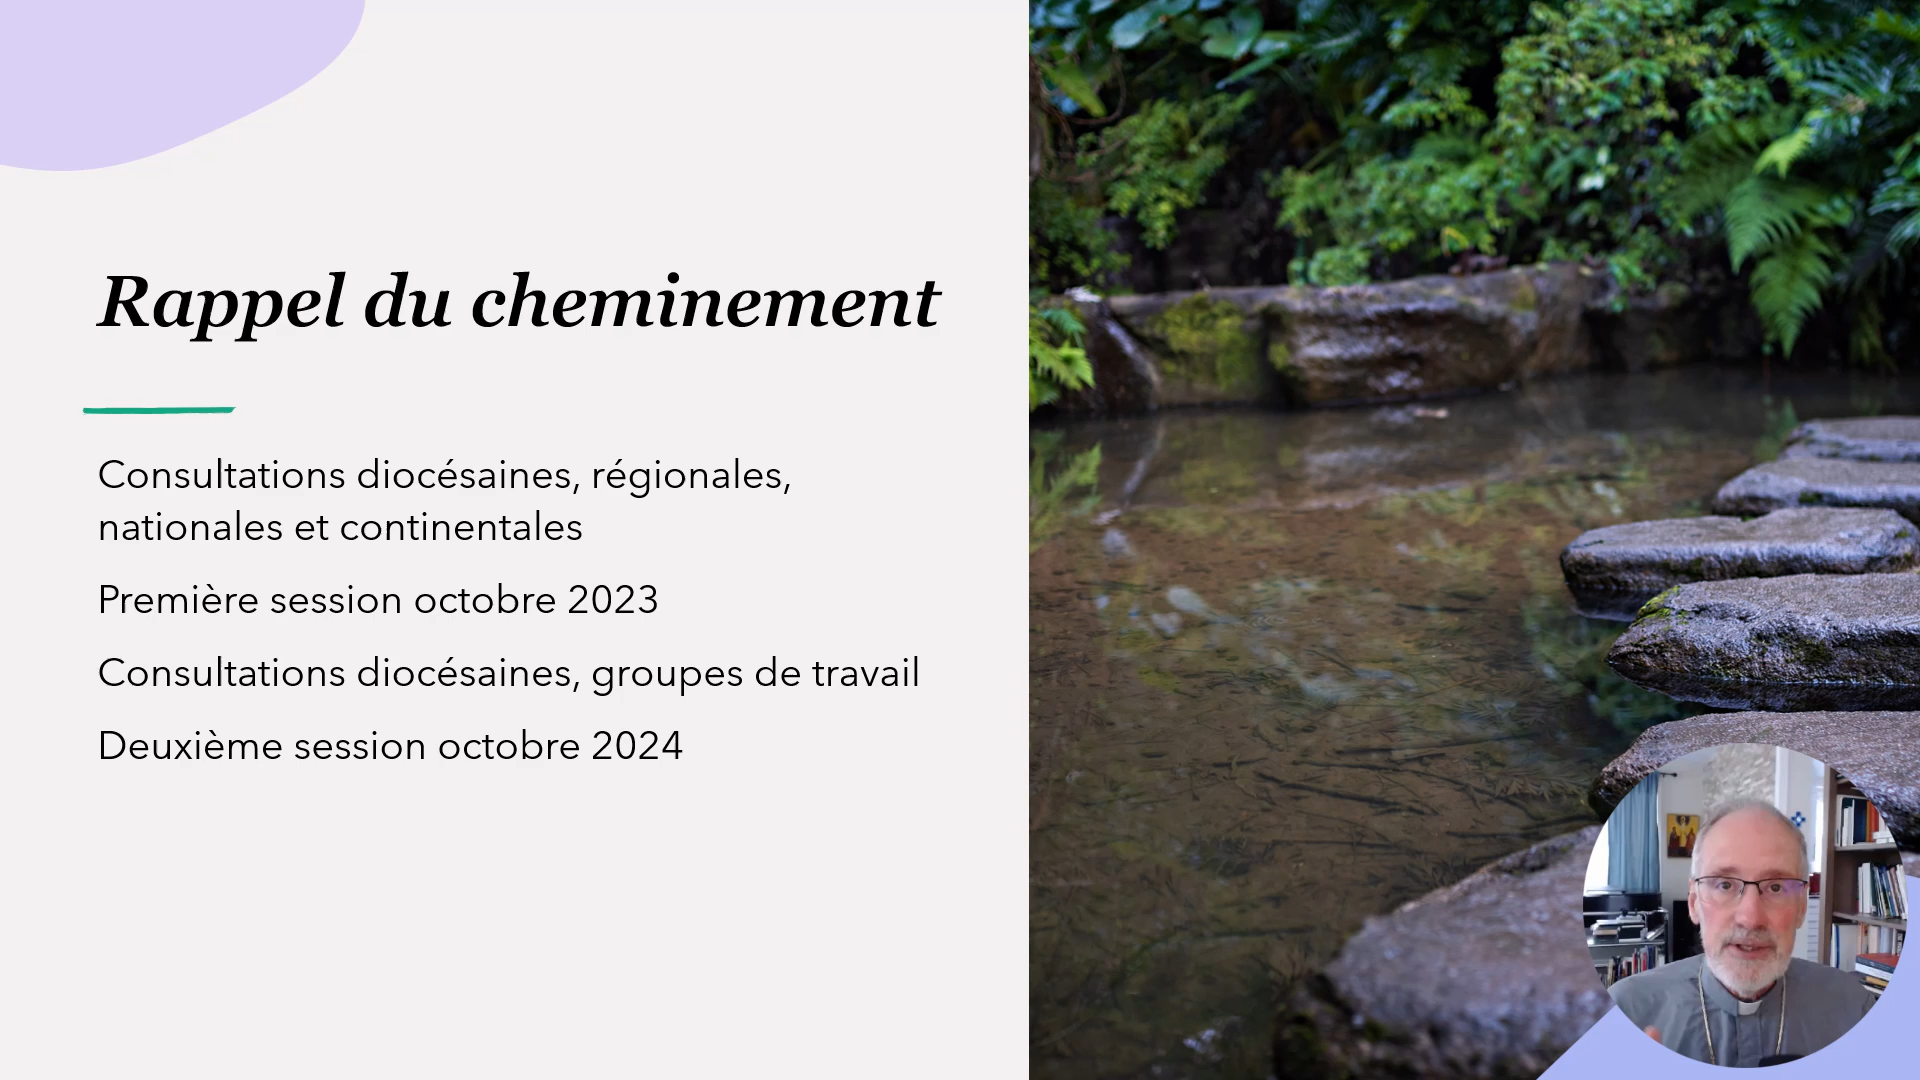 Rappel du cheminement
Consultations diocésaines, régionales,
nationales et continentales
Première session octobre 2023
Consultations diocésaines, groupes de travail
Deuxième session octobre 2024